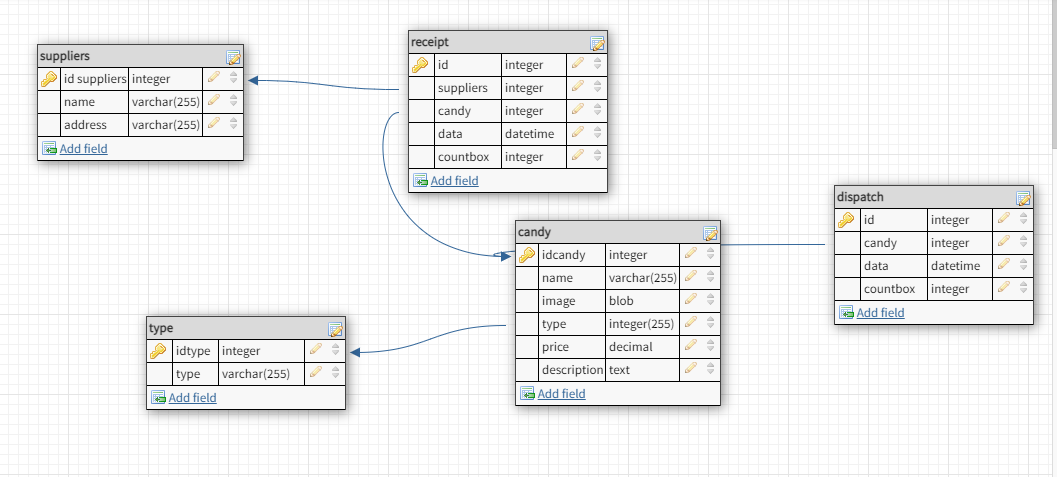 suppliers
id suppliers integer
name varchar(255)
address varchar(255)
Add field
receipt
id integer
suppliers integer
candy integer
data datetime
countbox integer
Add field
candy
idcandy integer
name varchar(255)
image blob
type integer(255)
price decimal
description text
Add field
dispatch
id integer
candy integer
data datetime
countbox integer
Add field
type
idtype integer
type varchar(255)
Add field